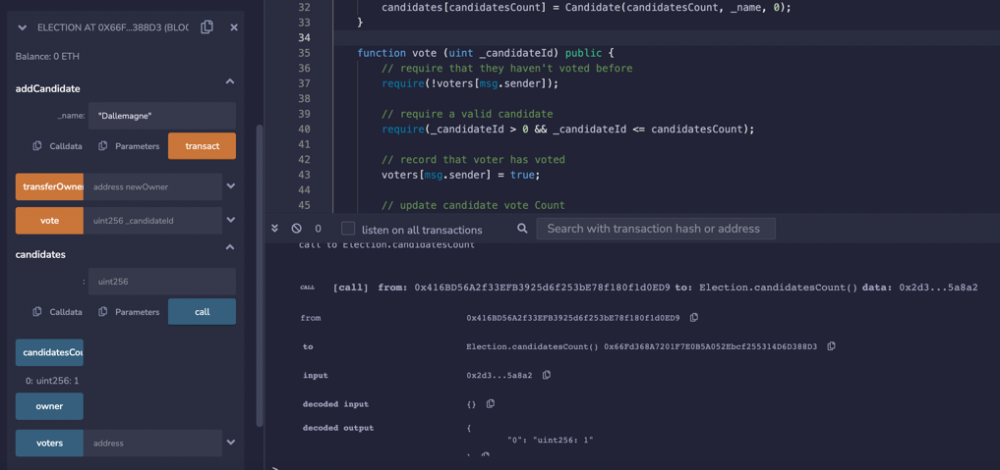 ELECTION AT 0X66F...388D3 (BLOC
Balance: 0 ETH
addCandidate
_name: "Dallemagne"
Calldata Parameters transact
transferOwner address newOwner
vote uint256 _candidateId
candidates
: uint256
Calldata Parameters call
candidatesCou
0: uint256: 1
owner
voters address
32 candidates[candidatesCount] = Candidate(candidatesCount, _name, 0);
33 }
34
35 function vote (uint _candidateId) public {
36 // require that they haven't voted before
37 require(!voters[msg.sender]);
38
39 // require a valid candidate
40 require(_candidateId > 0 && _candidateId <= candidatesCount);
41
42 // record that voter has voted
43 voters[msg.sender] = true;
44
45 // update candidate vote Count
0 listen on all transactions Search with transaction hash or address
call to Election.candidatesCount
CALL [call] from: 0x416BD56A2f33EFB3925d6f253bE78f180f1d0ED9 to: Election.candidatesCount() data: 0x2d3...5a8a2
from 0x416BD56A2f33EFB3925d6f253bE78f180f1d0ED9
to Election.candidatesCount() 0x66Fd368A7201F7E0B5A052Ebcf255314D6D388D3
input 0x2d3...5a8a2
decoded input {}
decoded output {
"0": "uint256: 1"
}
>